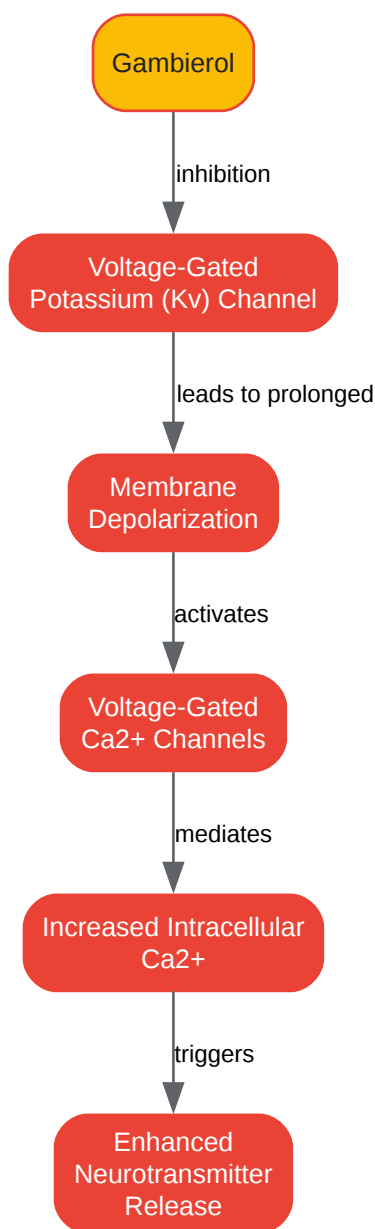 Gambierol
inhibition
Voltage-Gated
Potassium (Kv) Channel
leads to prolonged
Membrane
Depolarization
activates
Voltage-Gated
Ca2+ Channels
mediates
Increased Intracellular
Ca2+
triggers
Enhanced
Neurotransmitter
Release